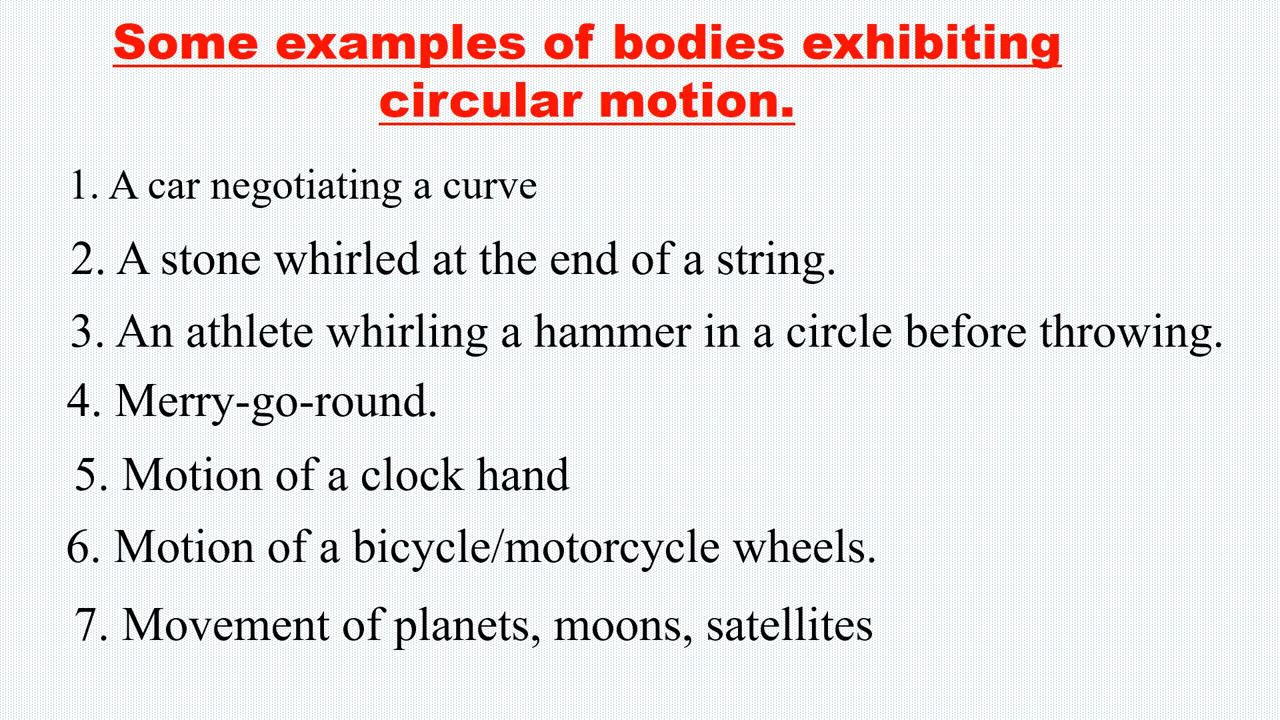 Some examples of bodies exhibiting
circular motion.
1. A car negotiating a curve
2. A stone whirled at the end of a string.
3. An athlete whirling a hammer in a circle before throwing.
4. Merry-go-round.
5. Motion of a clock hand
6. Motion of a bicycle/motorcycle wheels.
7. Movement of planets, moons, satellites